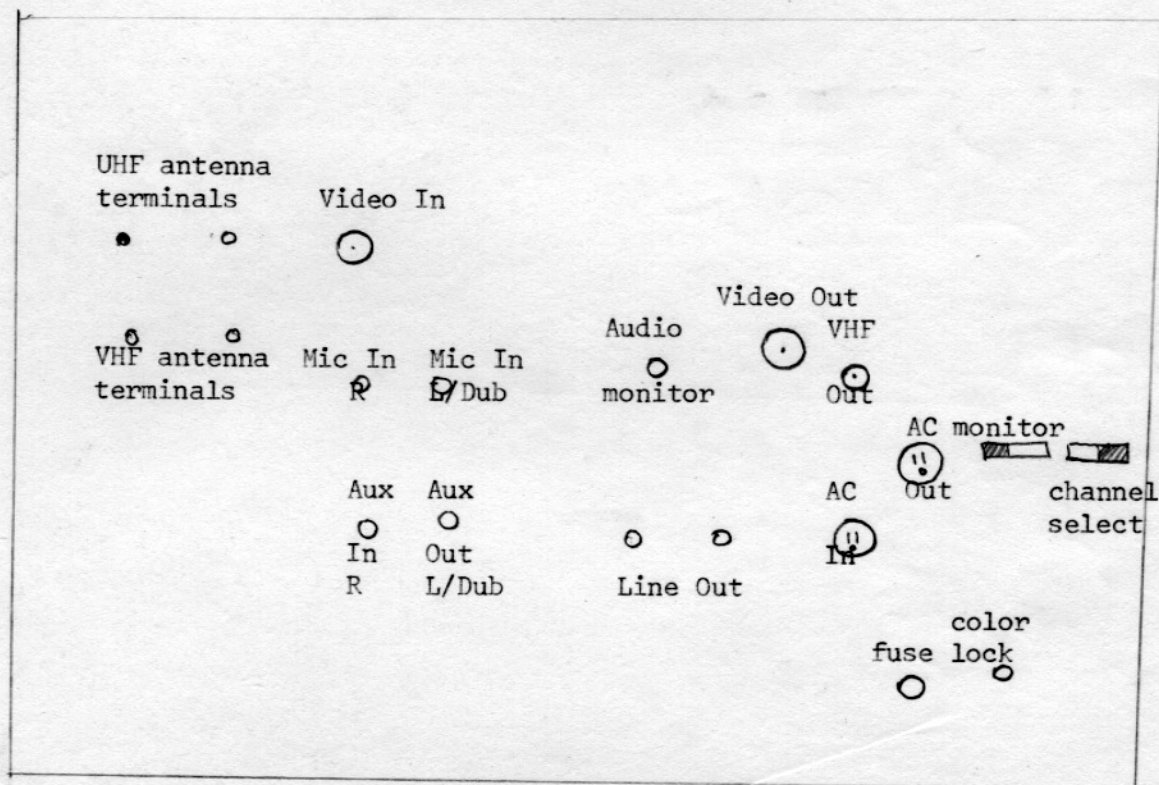 UHF antenna
terminals
Video In
Video Out
Audio
monitor
VHF
Out
VHF antenna
terminals
Mic In
R
Mic In
L/Dub
AC monitor
Out
channel
select
Aux
In
R
Aux
Out
L/Dub
Line Out
AC
In
color
fuse lock